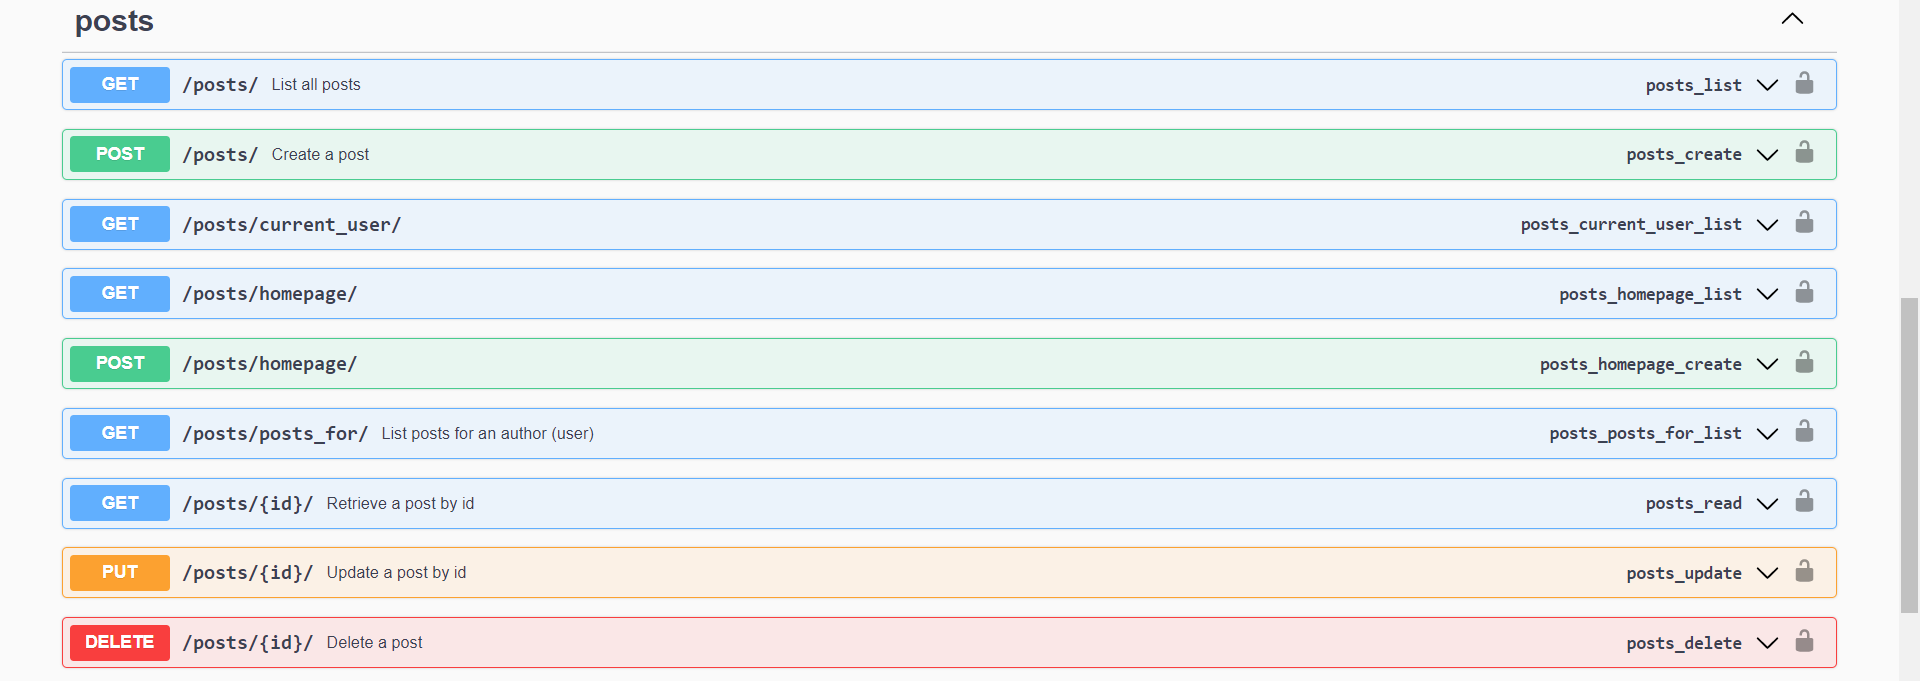 posts
GET /posts/ List all posts posts_list
POST /posts/ Create a post posts_create
GET /posts/current_user/ posts_current_user_list
GET /posts/homepage/ posts_homepage_list
POST /posts/homepage/ posts_homepage_create
GET /posts/posts_for/ List posts for an author (user) posts_posts_for_list
GET /posts/{id}/ Retrieve a post by id posts_read
PUT /posts/{id}/ Update a post by id posts_update
DELETE /posts/{id}/ Delete a post posts_delete